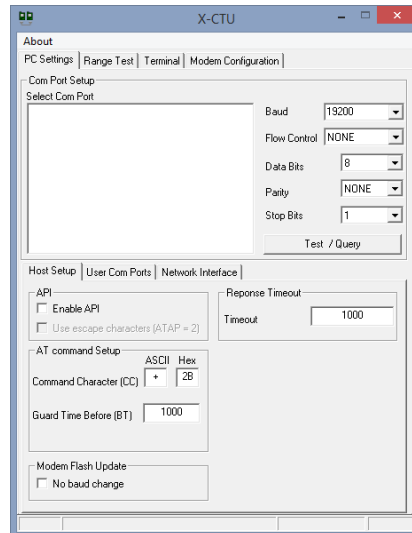 X-CTU
About
PC Settings Range Test Terminal Modem Configuration
Com Port Setup
Select Com Port
Baud 19200
Flow Control NONE
Data Bits 8
Parity NONE
Stop Bits 1
Test / Query
Host Setup User Com Ports Network Interface
API
Enable API
Use escape characters (ATAP = 2)
Reponse Timeout
Timeout 1000
AT command Setup
ASCII Hex
Command Character (CC) + 2B
Guard Time Before (BT) 1000
Modem Flash Update
No baud change